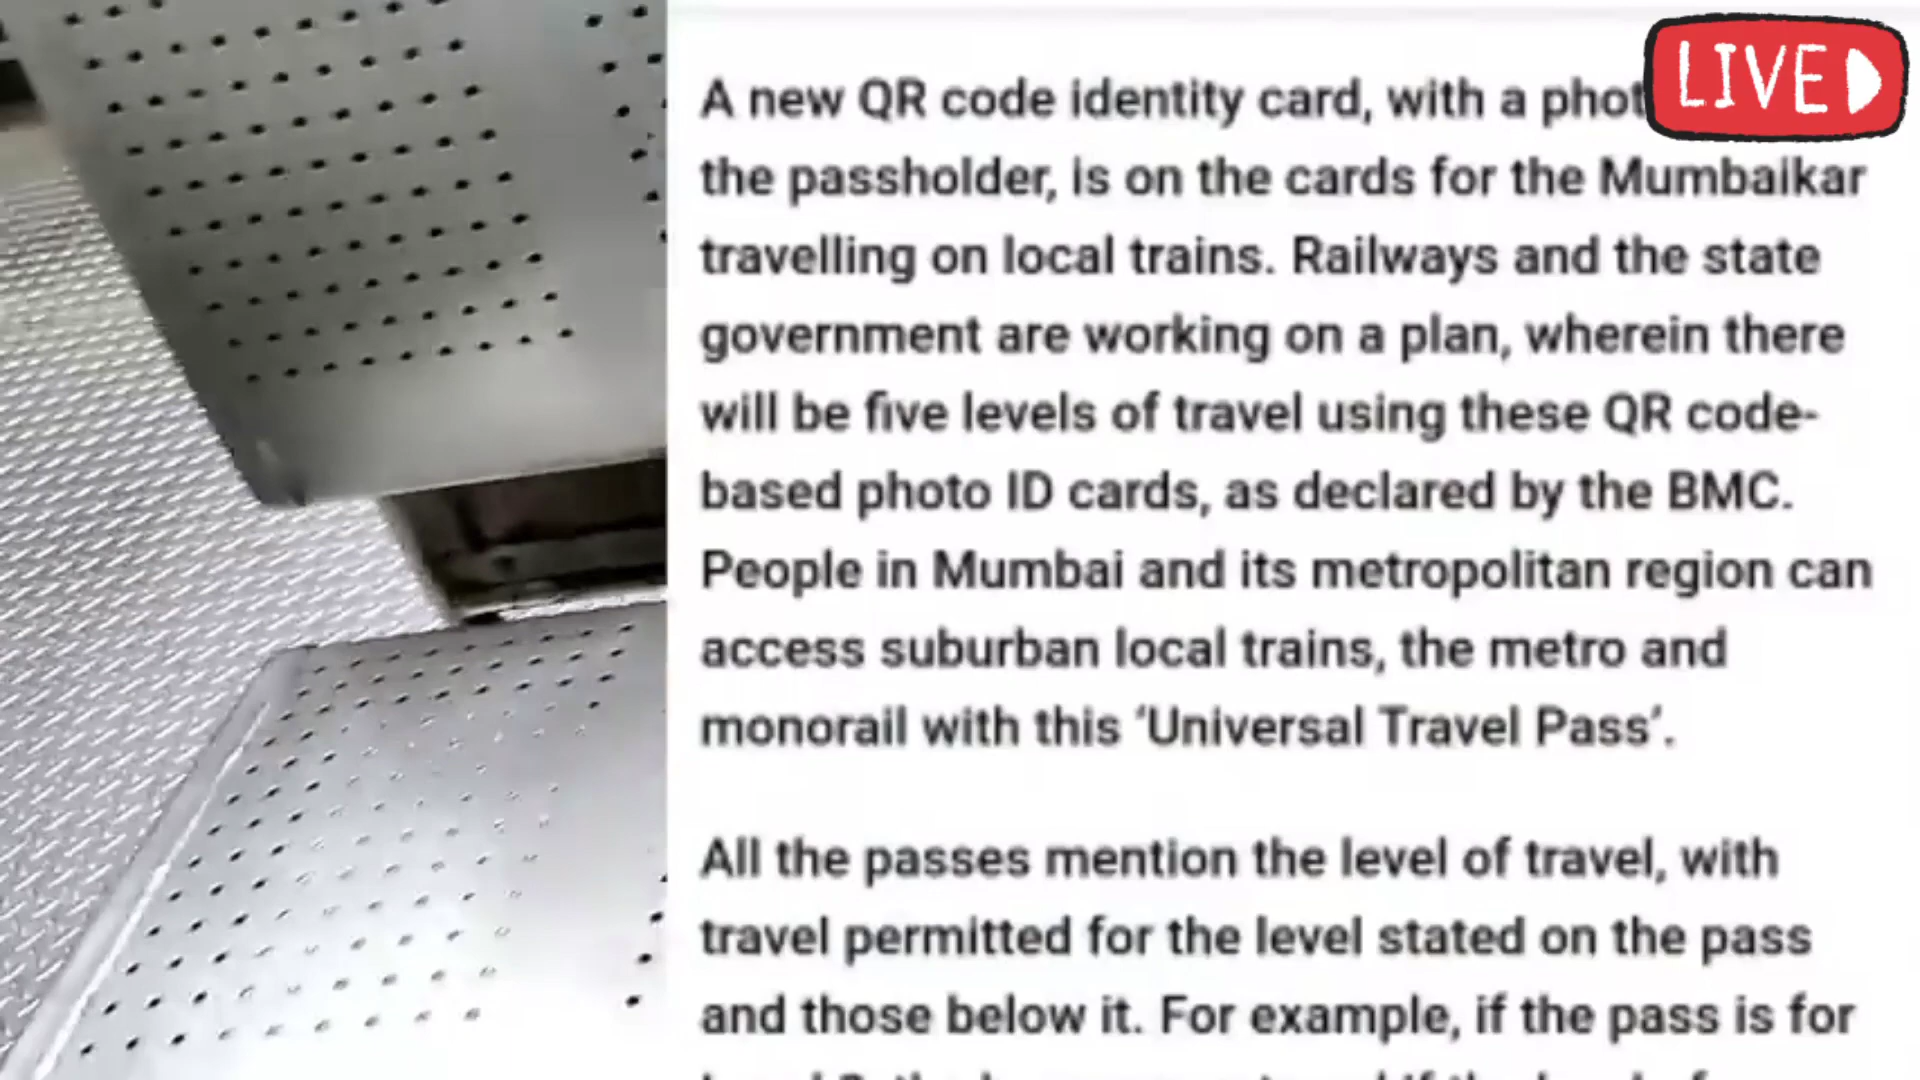 LIVE
A new QR code identity card, with a phot
the passholder, is on the cards for the Mumbaikar
travelling on local trains. Railways and the state
government are working on a plan, wherein there
will be five levels of travel using these QR code-
based photo ID cards, as declared by the BMC.
People in Mumbai and its metropolitan region can
access suburban local trains, the metro and
monorail with this ‘Universal Travel Pass’.
All the passes mention the level of travel, with
travel permitted for the level stated on the pass
and those below it. For example, if the pass is for